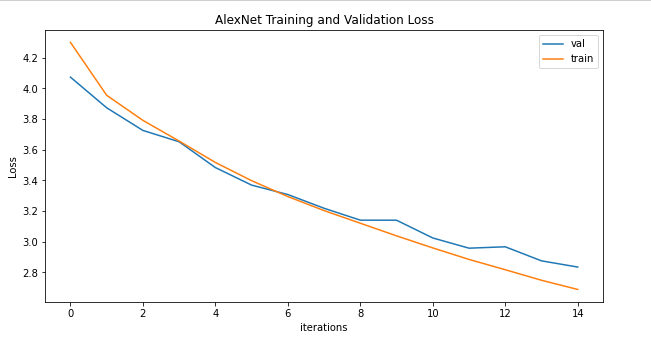 AlexNet Training and Validation Loss
val
train
4.2
4.0
3.8
3.6
3.4
3.2
3.0
2.8
Loss
0 2 4 6 8 10 12 14
iterations